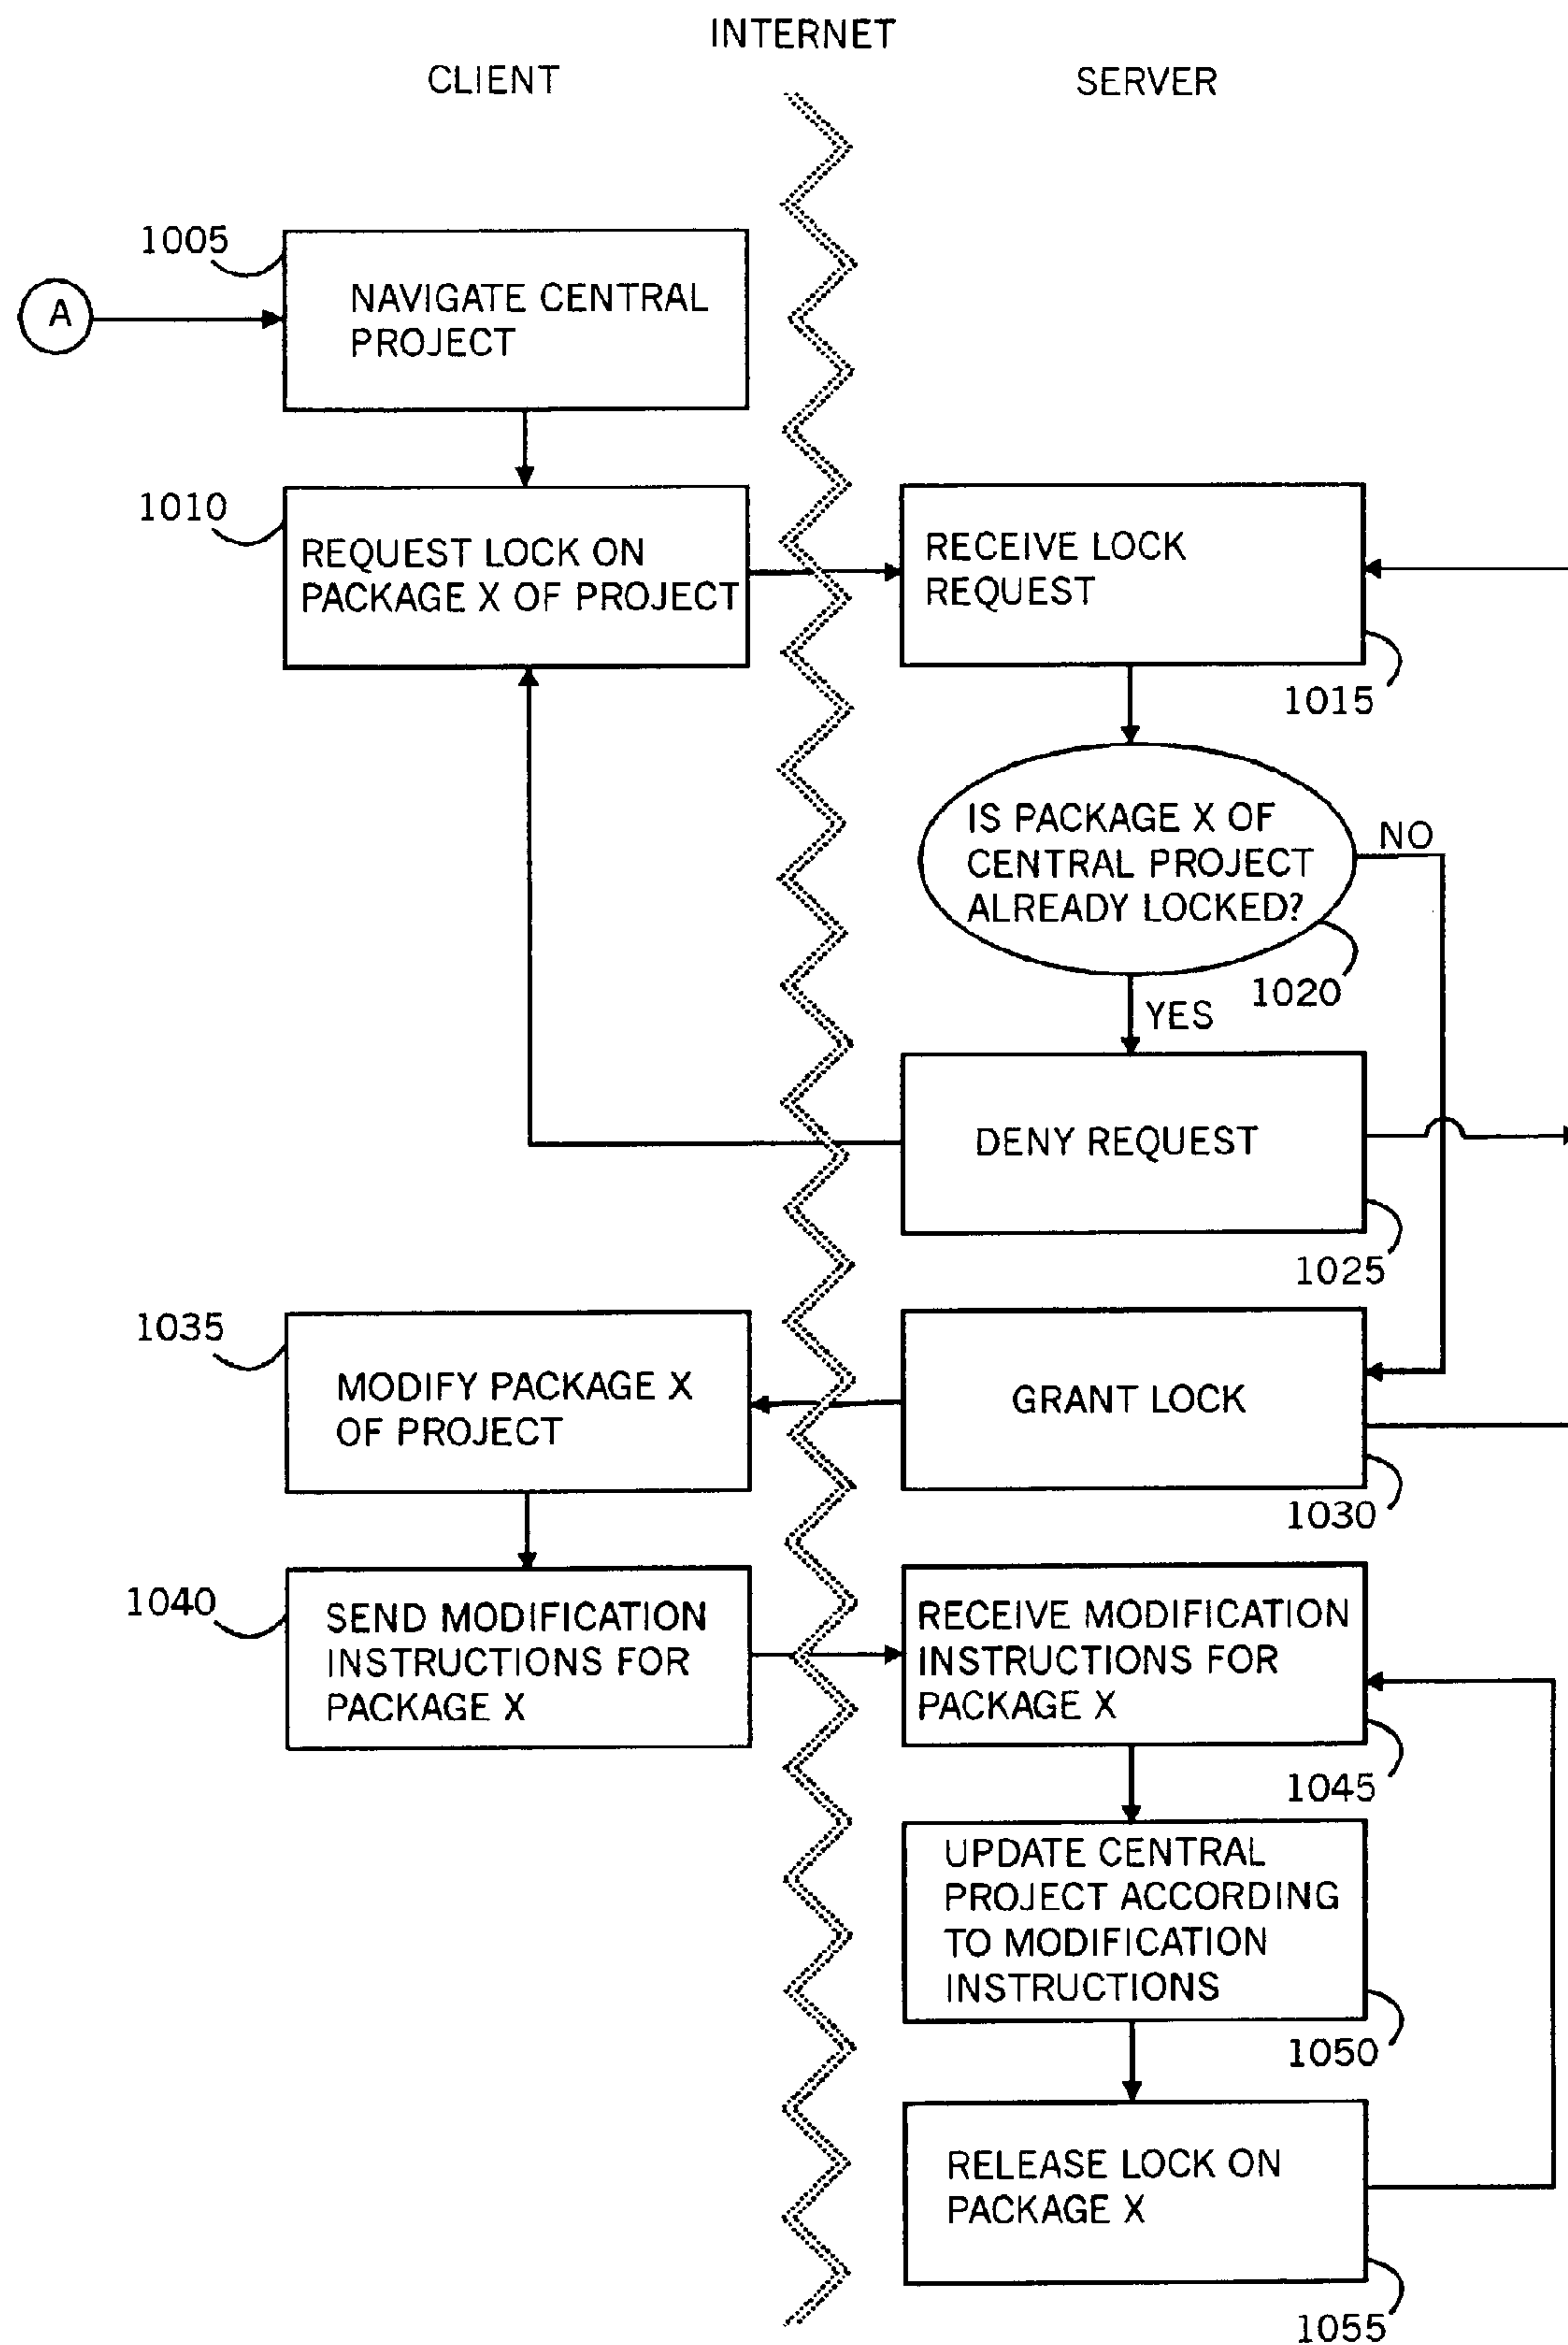 INTERNET
CLIENT
SERVER
1005
A
NAVIGATE CENTRAL
PROJECT
1010
REQUEST LOCK ON
PACKAGE X OF PROJECT
RECEIVE LOCK
REQUEST
1015
IS PACKAGE X OF
CENTRAL PROJECT
ALREADY LOCKED?
NO
1020
YES
DENY REQUEST
1025
1035
MODIFY PACKAGE X
OF PROJECT
GRANT LOCK
1030
1040
SEND MODIFICATION
INSTRUCTIONS FOR
PACKAGE X
RECEIVE MODIFICATION
INSTRUCTIONS FOR
PACKAGE X
1045
UPDATE CENTRAL
PROJECT ACCORDING
TO MODIFICATION
INSTRUCTIONS
1050
RELEASE LOCK ON
PACKAGE X
1055